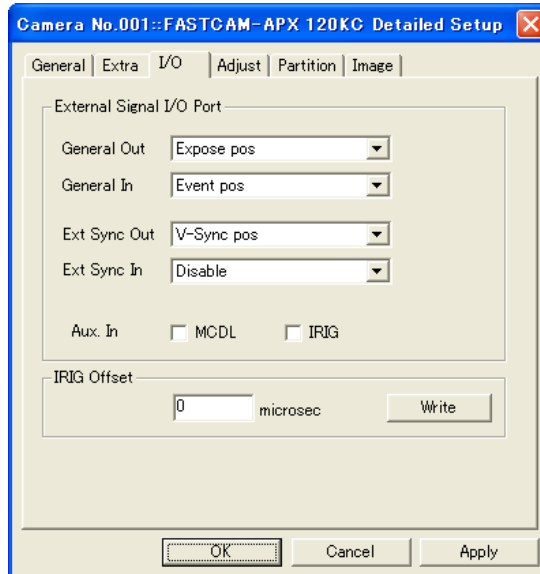 Camera No.001::FASTCAM-APX 120KC Detailed Setup
General Extra I/O Adjust Partition Image
External Signal I/O Port
General Out Expose pos
General In Event pos
Ext Sync Out V-Sync pos
Ext Sync In Disable
Aux. In MCDL IRIG
IRIG Offset
0 microsec Write
OK Cancel Apply